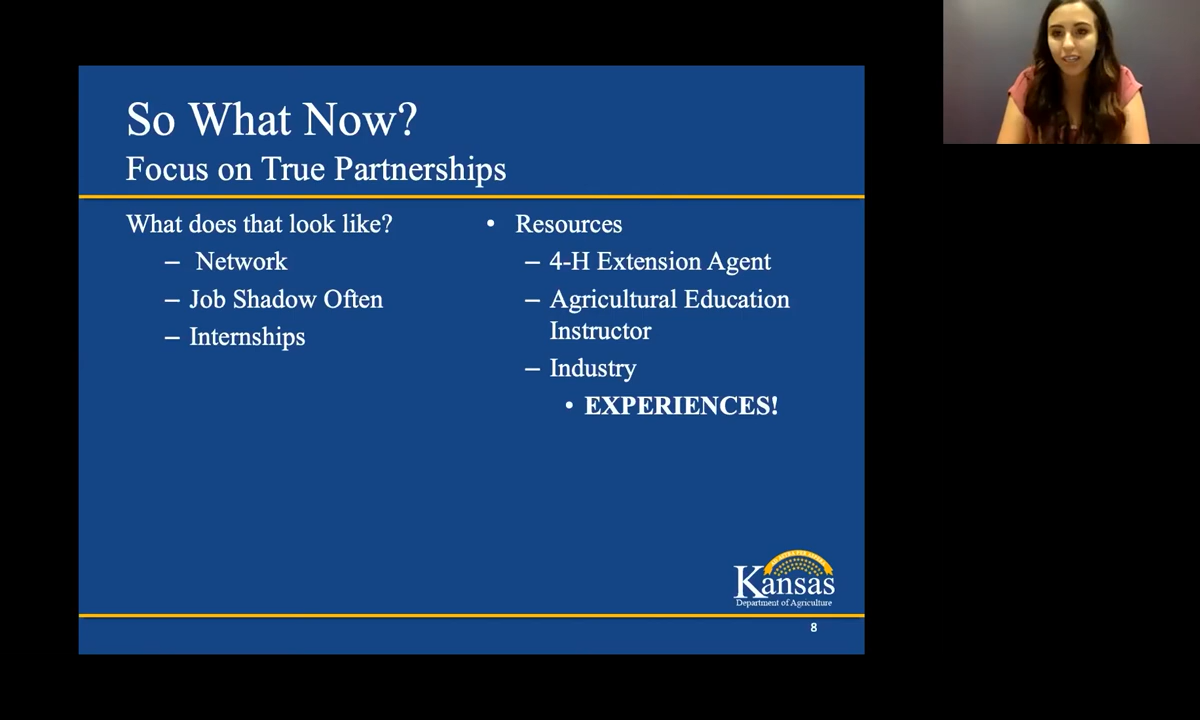 So What Now?
Focus on True Partnerships
What does that look like?
– Network
– Job Shadow Often
– Internships
• Resources
– 4-H Extension Agent
– Agricultural Education
Instructor
– Industry
• EXPERIENCES!
Kansas
Department of Agriculture
8